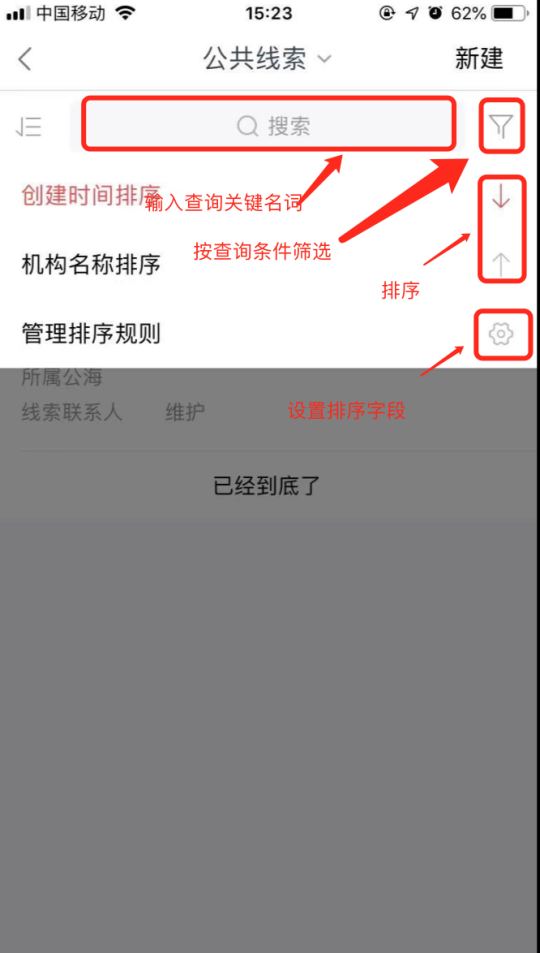 中国移动 15:23 62%
公共线索 新建
搜索
创建时间排序
输入查询关键名词
按查询条件筛选
机构名称排序
排序
管理排序规则
所属公海
线索联系人 维护
设置排序字段
已经到底了